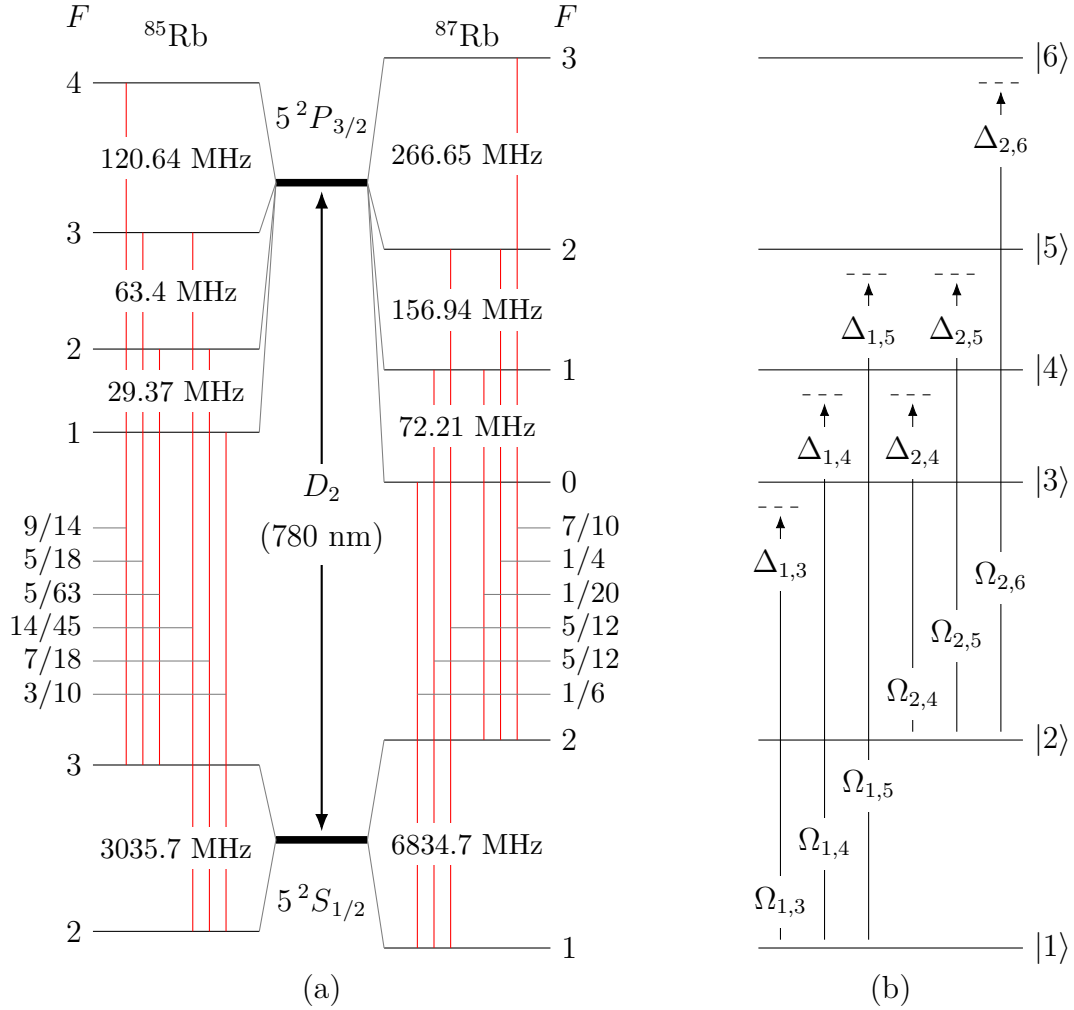 F
⁸⁵Rb
⁸⁷Rb
F
3
|6⟩
4
5 ²P₃/₂
Δ₂,₆
120.64 MHz
266.65 MHz
3
2
|5⟩
63.4 MHz
156.94 MHz
Δ₁,₅
Δ₂,₅
2
1
|4⟩
29.37 MHz
72.21 MHz
Δ₁,₄
Δ₂,₄
1
D₂
0
|3⟩
(780 nm)
9/14
7/10
5/18
1/4
Δ₁,₃
5/63
1/20
Ω₂,₆
14/45
5/12
Ω₂,₅
7/18
5/12
3/10
1/6
Ω₂,₄
3
2
|2⟩
Ω₁,₅
3035.7 MHz
6834.7 MHz
Ω₁,₄
5 ²S₁/₂
Ω₁,₃
2
1
|1⟩
(a)
(b)